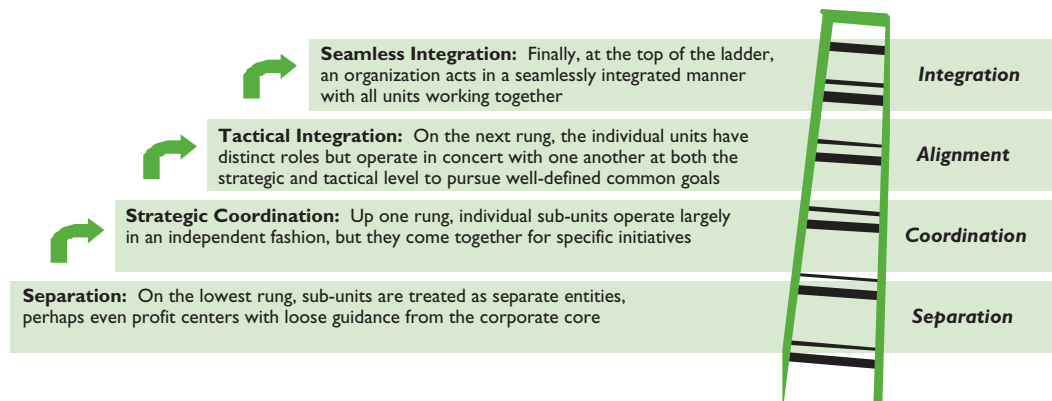 Seamless Integration: Finally, at the top of the ladder,
an organization acts in a seamlessly integrated manner
with all units working together
Integration
Tactical Integration: On the next rung, the individual units have
distinct roles but operate in concert with one another at both the
strategic and tactical level to pursue well-defined common goals
Alignment
Strategic Coordination: Up one rung, individual sub-units operate largely
in an independent fashion, but they come together for specific initiatives
Coordination
Separation: On the lowest rung, sub-units are treated as separate entities,
perhaps even profit centers with loose guidance from the corporate core
Separation